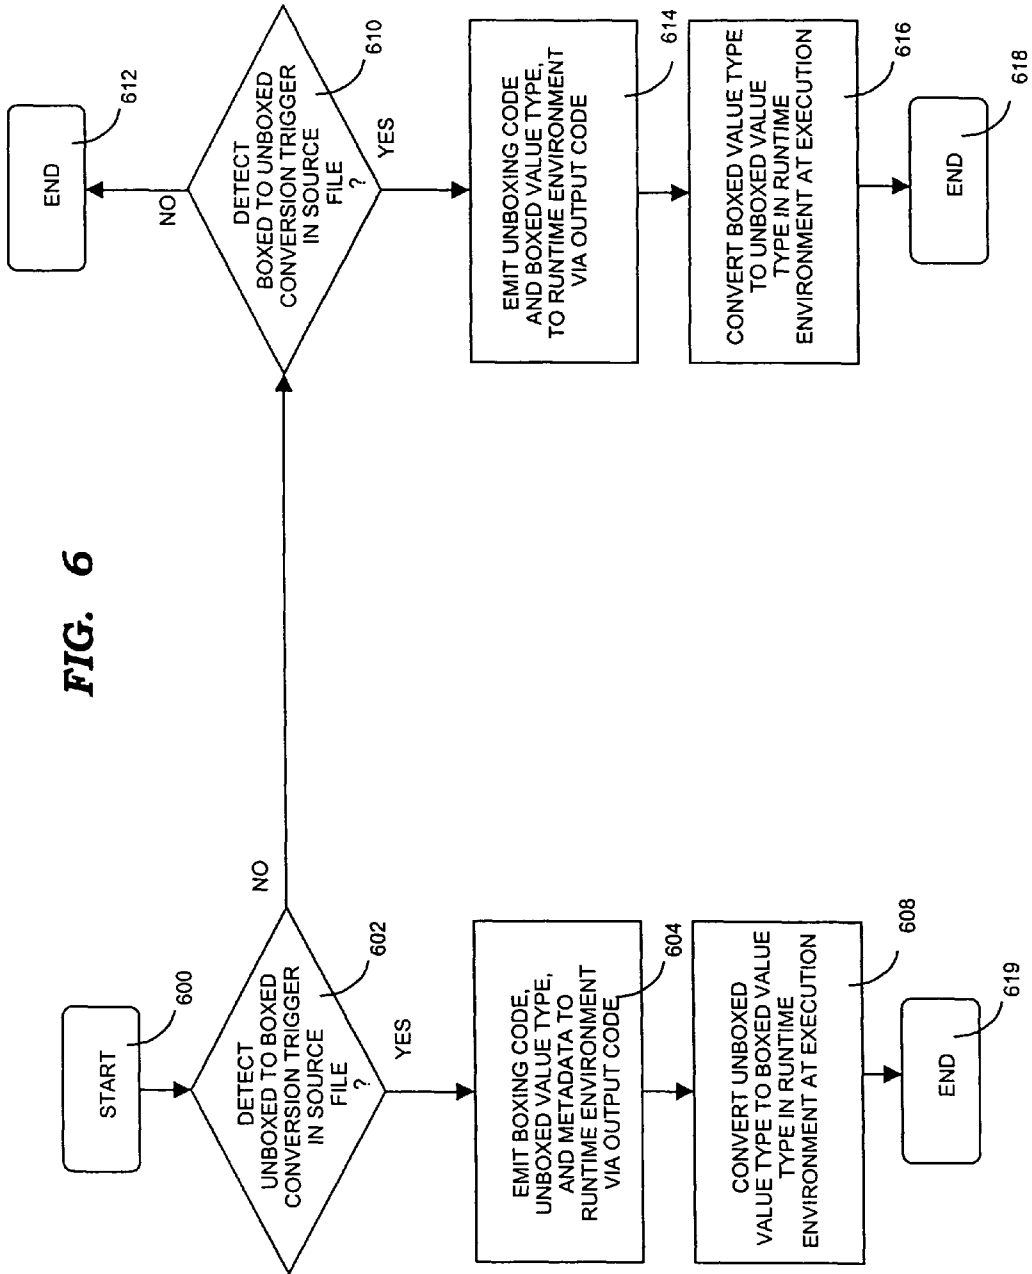 FIG. 6
START
600
DETECT
UNBOXED TO BOXED
CONVERSION TRIGGER
IN SOURCE
FILE
?
602
NO
YES
EMIT BOXING CODE,
UNBOXED VALUE TYPE,
AND METADATA TO
RUNTIME ENVIRONMENT
VIA OUTPUT CODE
604
CONVERT UNBOXED
VALUE TYPE TO BOXED VALUE
TYPE IN RUNTIME
ENVIRONMENT AT EXECUTION
608
END
619
DETECT
BOXED TO UNBOXED
CONVERSION TRIGGER
IN SOURCE
FILE
?
610
NO
END
612
YES
EMIT UNBOXING CODE
AND BOXED VALUE TYPE,
TO RUNTIME ENVIRONMENT
VIA OUTPUT CODE
614
CONVERT BOXED VALUE TYPE
TO UNBOXED VALUE
TYPE IN RUNTIME
ENVIRONMENT AT EXECUTION
616
END
618